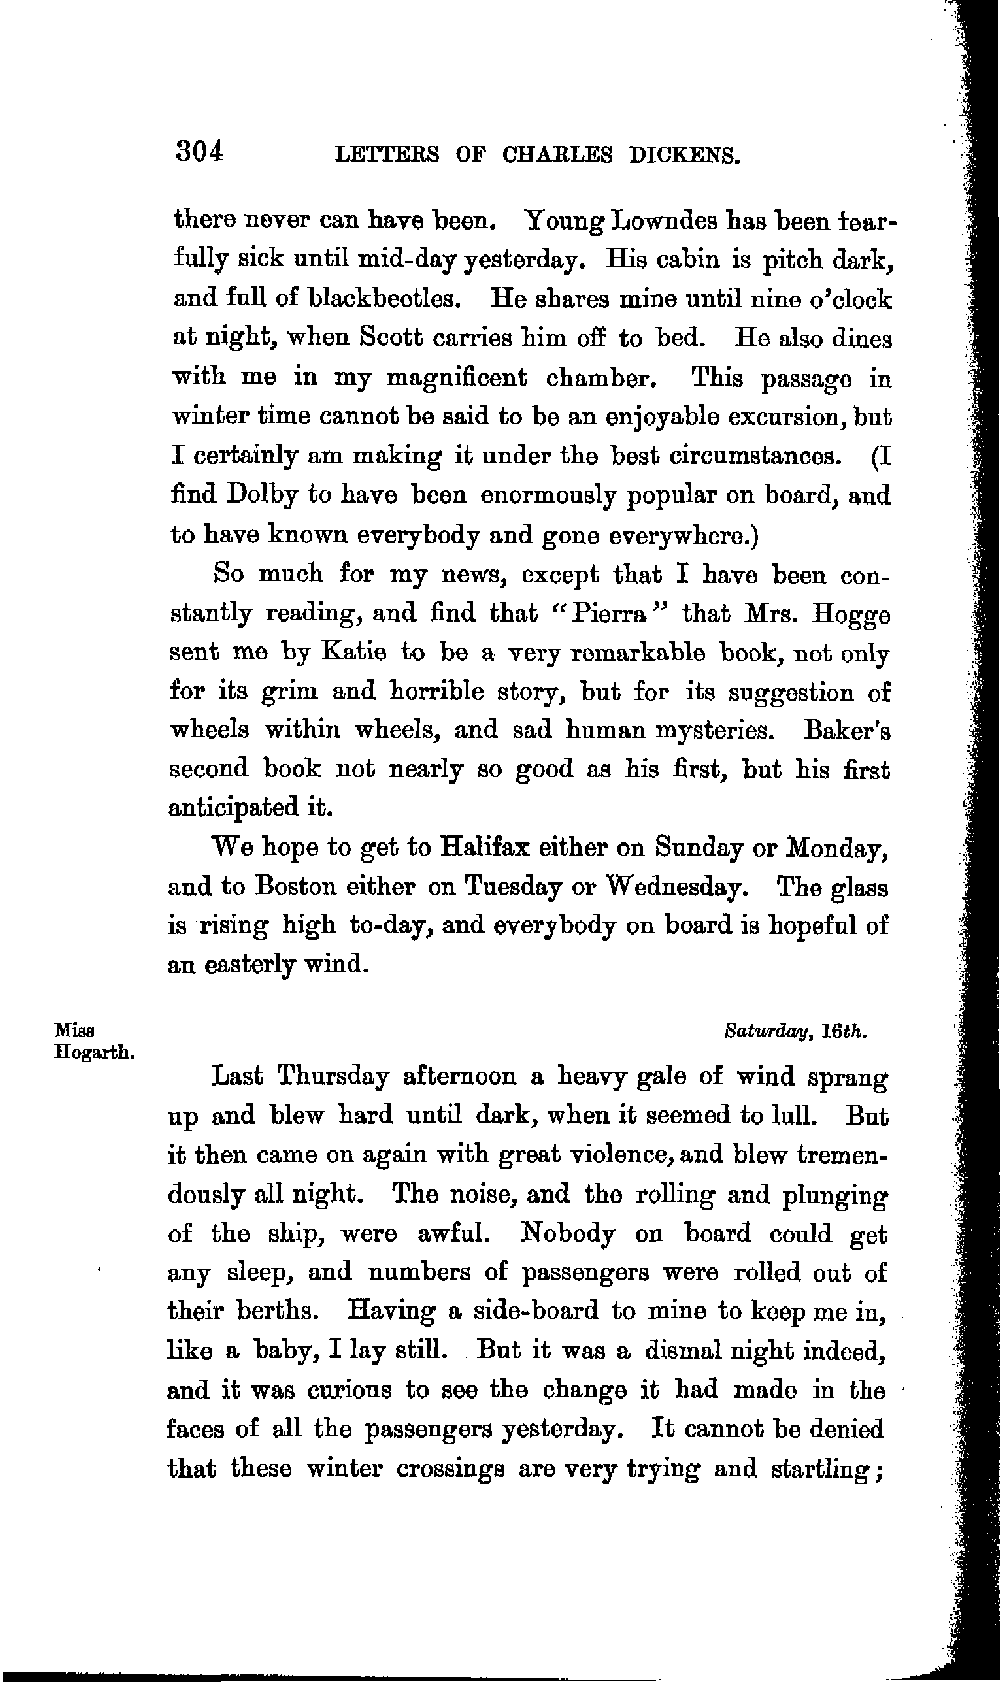 304 LETTERS OF CHARLES DICKENS.
there never can have been. Young Lowndes has been fear-
fully sick until mid-day yesterday. His cabin is pitch dark,
and full of blackbeetles. He shares mine until nine o'clock
at night, when Scott carries him off to bed. He also dines
with me in my magnificent chamber. This passage in
winter time cannot be said to be an enjoyable excursion, but
I certainly am making it under the best circumstances. (I
find Dolby to have been enormously popular on board, and
to have known everybody and gone everywhere.)
So much for my news, except that I have been con-
stantly reading, and find that “Pierra” that Mrs. Hogge
sent me by Katie to be a very remarkable book, not only
for its grim and horrible story, but for its suggestion of
wheels within wheels, and sad human mysteries. Baker's
second book not nearly so good as his first, but his first
anticipated it.
We hope to get to Halifax either on Sunday or Monday,
and to Boston either on Tuesday or Wednesday. The glass
is rising high to-day, and everybody on board is hopeful of
an easterly wind.
Miss
Hogarth.
Saturday, 16th.
Last Thursday afternoon a heavy gale of wind sprang
up and blew hard until dark, when it seemed to lull. But
it then came on again with great violence, and blew tremen-
dously all night. The noise, and the rolling and plunging
of the ship, were awful. Nobody on board could get
any sleep, and numbers of passengers were rolled out of
their berths. Having a side-board to mine to keep me in,
like a baby, I lay still. But it was a dismal night indeed,
and it was curious to see the change it had made in the
faces of all the passengers yesterday. It cannot be denied
that these winter crossings are very trying and startling;